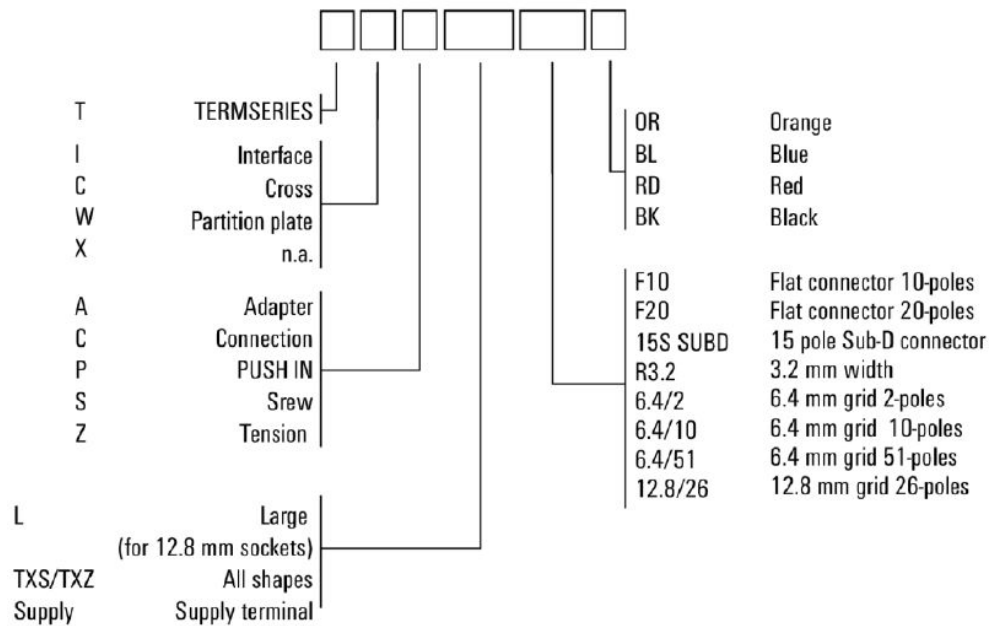 T TERMSERIES
I Interface
C Cross
W Partition plate
X n.a.
A Adapter
C Connection
P PUSH IN
S Srew
Z Tension
L Large
(for 12.8 mm sockets)
TXS/TXZ All shapes
Supply Supply terminal
OR Orange
BL Blue
RD Red
BK Black
F10 Flat connector 10-poles
F20 Flat connector 20-poles
15S SUBD 15 pole Sub-D connector
R3.2 3.2 mm width
6.4/2 6.4 mm grid 2-poles
6.4/10 6.4 mm grid 10-poles
6.4/51 6.4 mm grid 51-poles
12.8/26 12.8 mm grid 26-poles